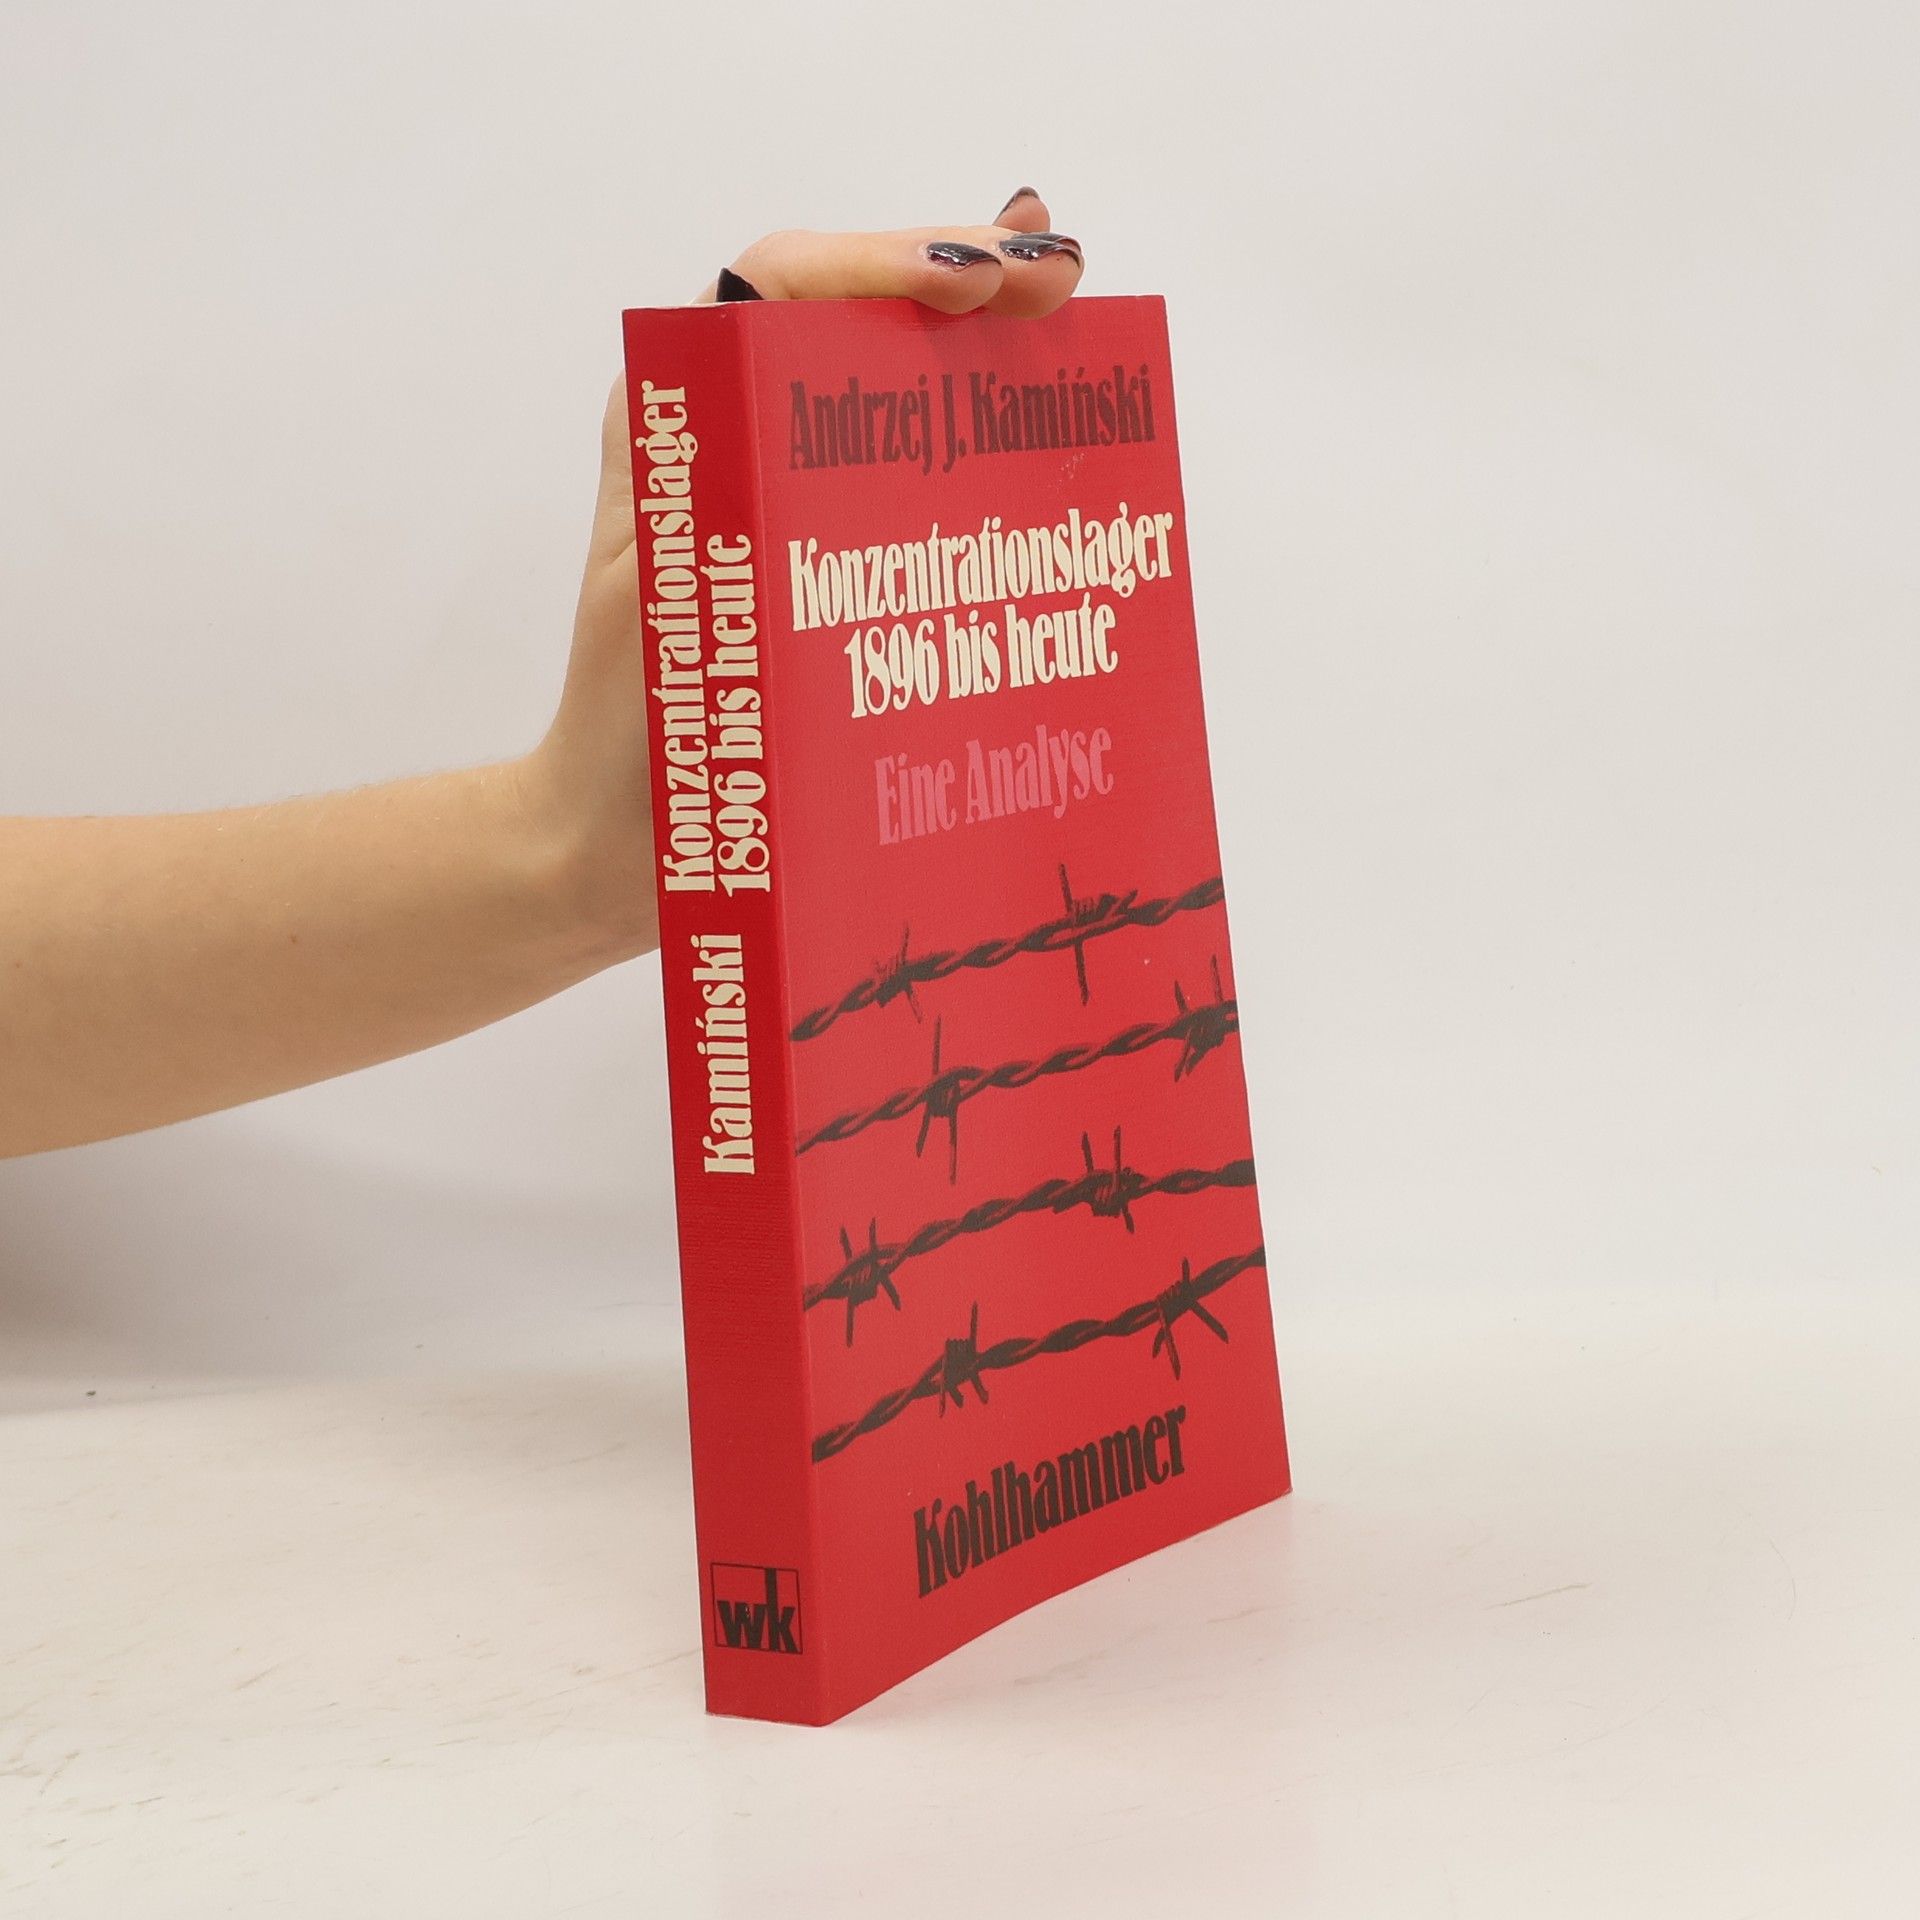 Kamiński
Konzentrationslager
1896 bis heute
wk
Andrzej J. Kamiński
Konzentrationslager
1896 bis heute
Eine Analyse
Kohlhammer